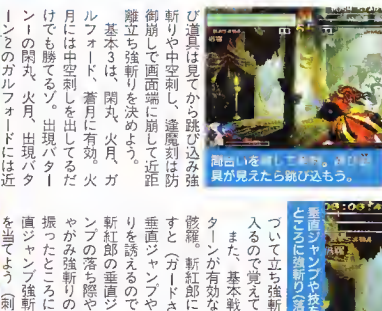 び道具は見てから跳び込み強
斬りや中空刺し、逢魔刻は防
御崩しで画面端に崩して近距
離立ち強斬りを決めよう。
基本3は、閑丸、火月、ガ
ルフォード、蒼月に有効。火
月には中空刺しを出してるだ
けでも勝てるゾ。出現パター
ン1の閑丸、火月、出現パタ
ーン2のガルフォードには近
間合いを
具が見えたら跳び込もう。
垂直ジャンプや技
ところに強斬り(落
づいて立ち強斬
入るので覚えて
また、基本戦
ターンが有効な
骸羅。斬紅郎に
すと(ガードさ
垂直ジャンプや
りを誘えるので
斬紅郎の垂直ジ
ンプの落ち際や
ゃがみ強斬りの
振ったところに
直ジャンプ強斬
を当てよう(刺